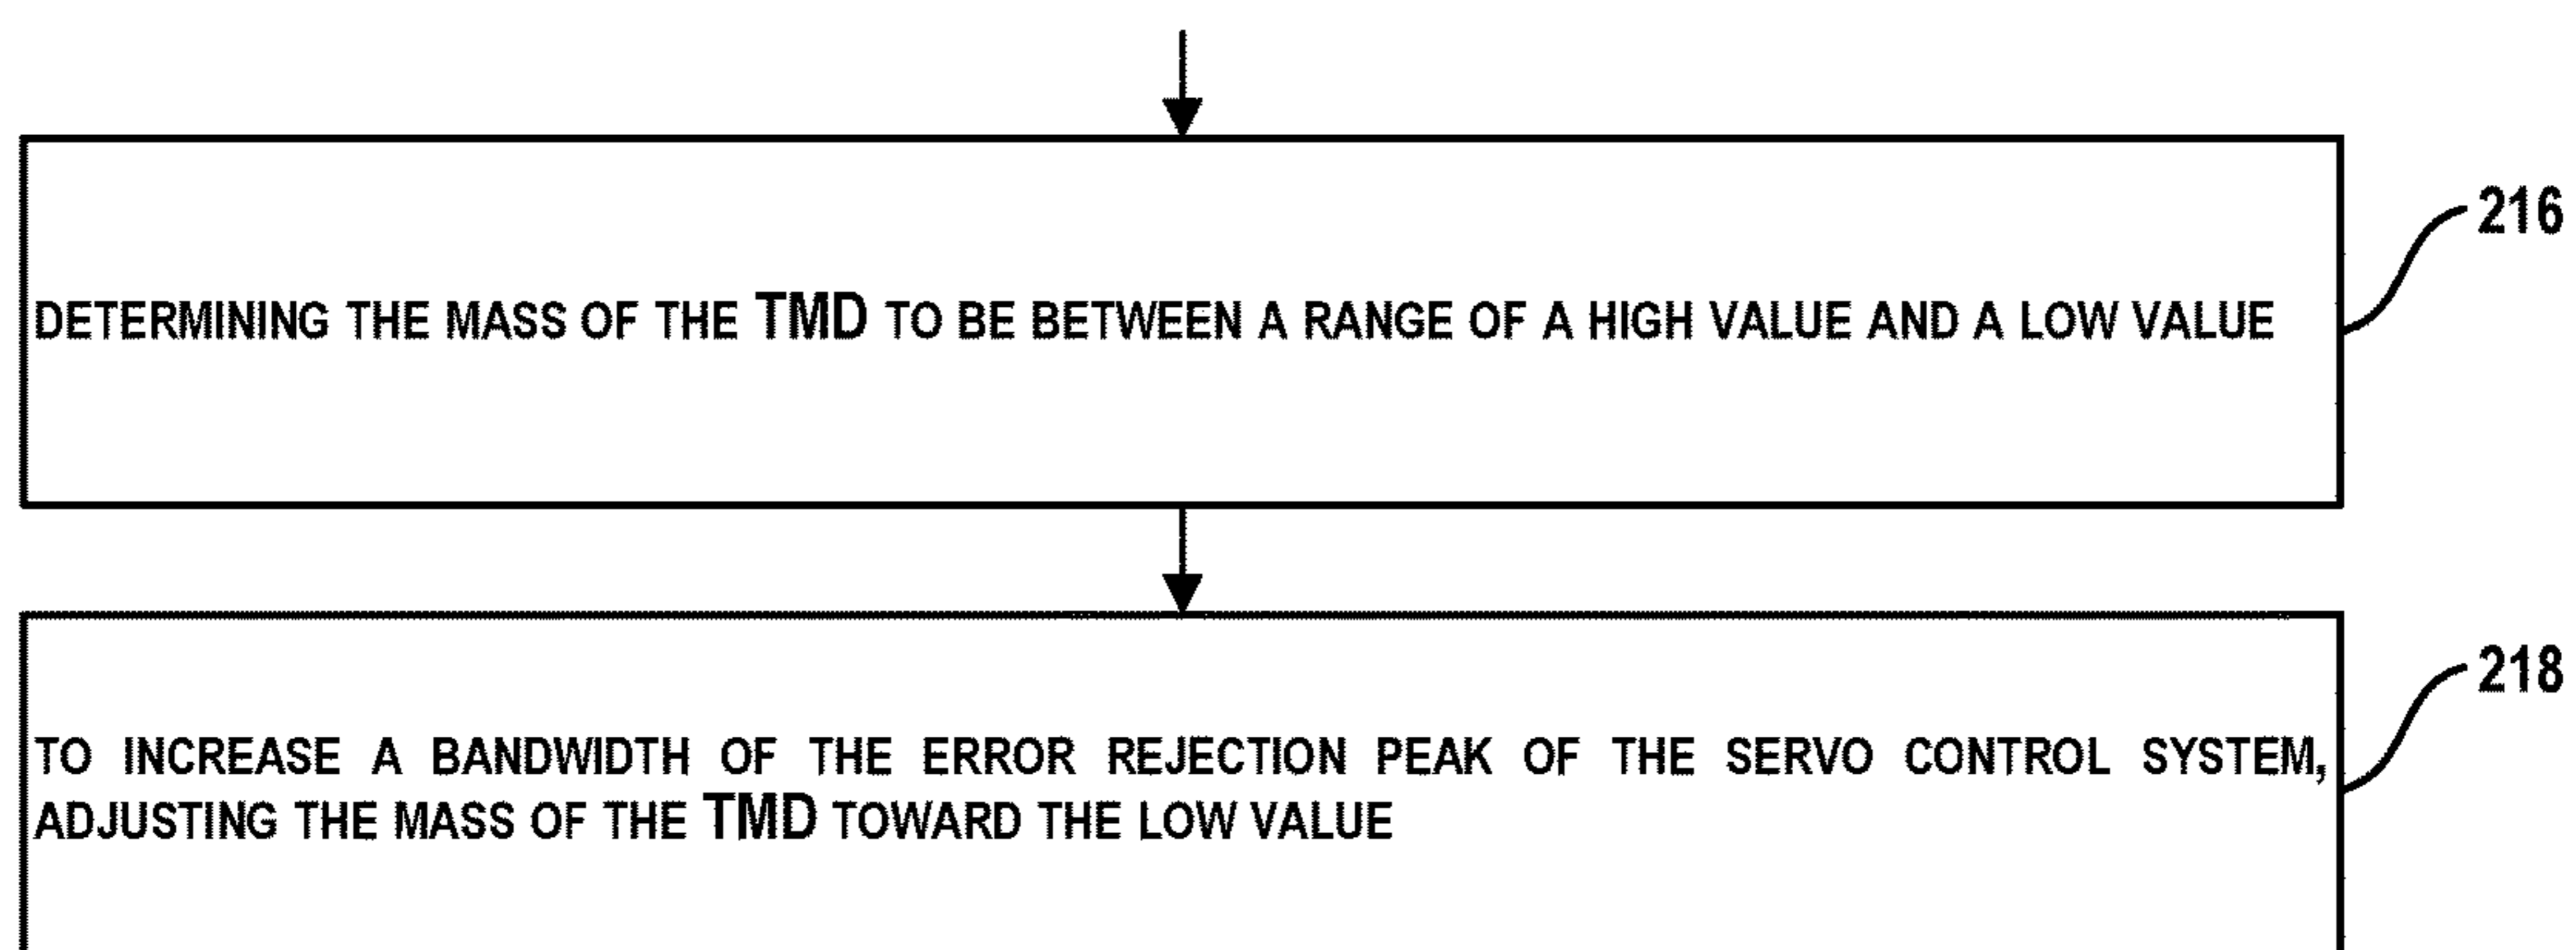 216
DETERMINING THE MASS OF THE TMD TO BE BETWEEN A RANGE OF A HIGH VALUE AND A LOW VALUE
218
TO INCREASE A BANDWIDTH OF THE ERROR REJECTION PEAK OF THE SERVO CONTROL SYSTEM,
ADJUSTING THE MASS OF THE TMD TOWARD THE LOW VALUE